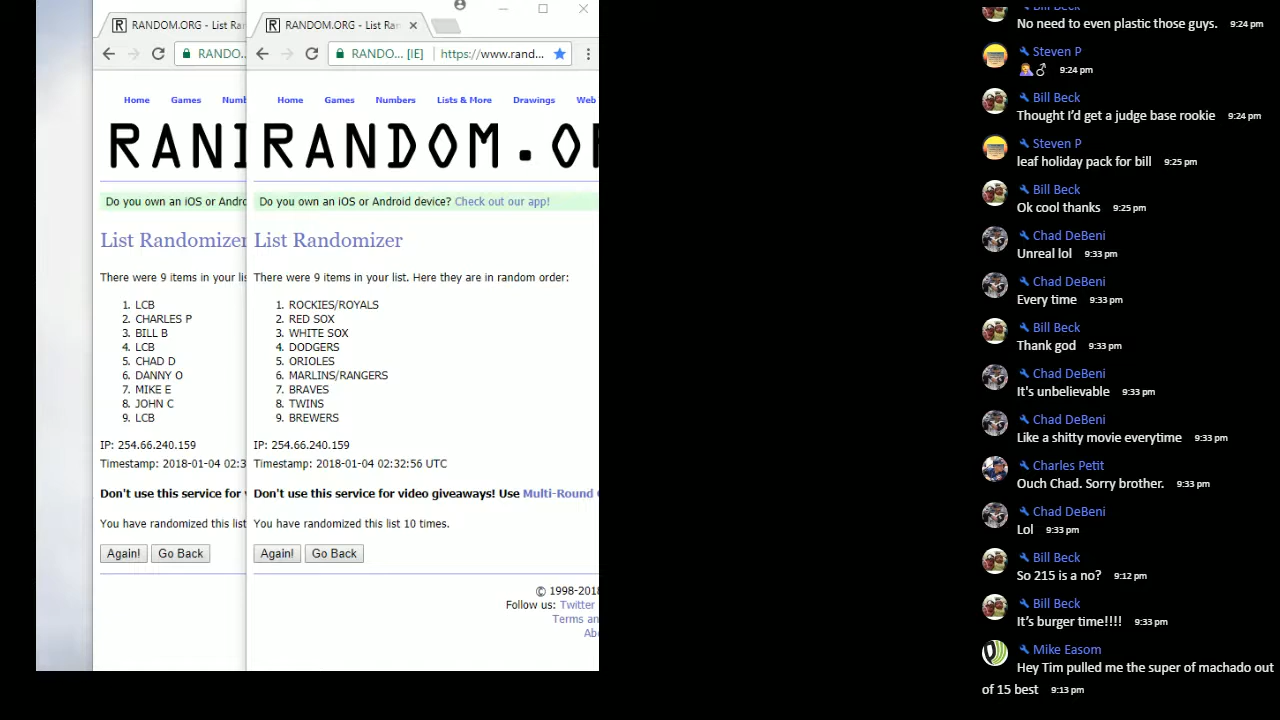 RANDOM.ORG - List Ra
RANDOM.ORG - List Ra
RANDO...
RANDO... [IE]
https://www.rand...
Home Games Numb
Home Games Numbers Lists & More Drawings Web
RAN
RANDOM.O
Do you own an iOS or Andro
Do you own an iOS or Android device? Check out our app!
List Randomizer
List Randomizer
There were 9 items in your lis
1. LCB
2. CHARLES P
3. BILL B
4. LCB
5. CHAD D
6. DANNY O
7. MIKE E
8. JOHN C
9. LCB
IP: 254.66.240.159
Timestamp: 2018-01-04 02:3
Don't use this service for v
You have randomized this list
Again! Go Back
There were 9 items in your list. Here they are in random order:
1. ROCKIES/ROYALS
2. RED SOX
3. WHITE SOX
4. DODGERS
5. ORIOLES
6. MARLINS/RANGERS
7. BRAVES
8. TWINS
9. BREWERS
IP: 254.66.240.159
Timestamp: 2018-01-04 02:32:56 UTC
Don't use this service for video giveaways! Use Multi-Round
You have randomized this list 10 times.
Again! Go Back
© 1998-201
Follow us: Twitter
Terms an
Ab
Bill Beck
No need to even plastic those guys. 9:24 pm
Steven P
9:24 pm
Bill Beck
Thought I'd get a judge base rookie 9:24 pm
Steven P
leaf holiday pack for bill 9:25 pm
Bill Beck
Ok cool thanks 9:25 pm
Chad DeBeni
Unreal lol 9:33 pm
Chad DeBeni
Every time 9:33 pm
Bill Beck
Thank god 9:33 pm
Chad DeBeni
It's unbelievable 9:33 pm
Chad DeBeni
Like a shitty movie everytime 9:33 pm
Charles Petit
Ouch Chad. Sorry brother. 9:33 pm
Chad DeBeni
Lol 9:33 pm
Bill Beck
So 215 is a no? 9:12 pm
Bill Beck
It's burger time!!!! 9:33 pm
Mike Easom
Hey Tim pulled me the super of machado out
of 15 best 9:13 pm